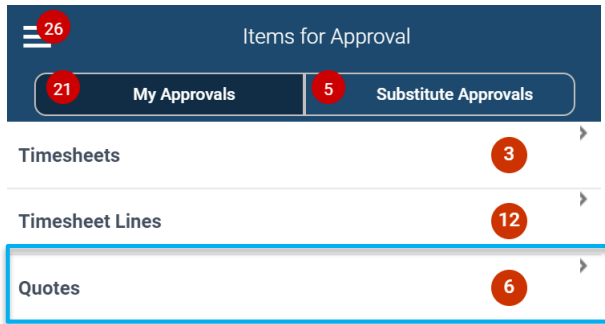 26
Items for Approval
21 My Approvals 5 Substitute Approvals
Timesheets 3
Timesheet Lines 12
Quotes 6